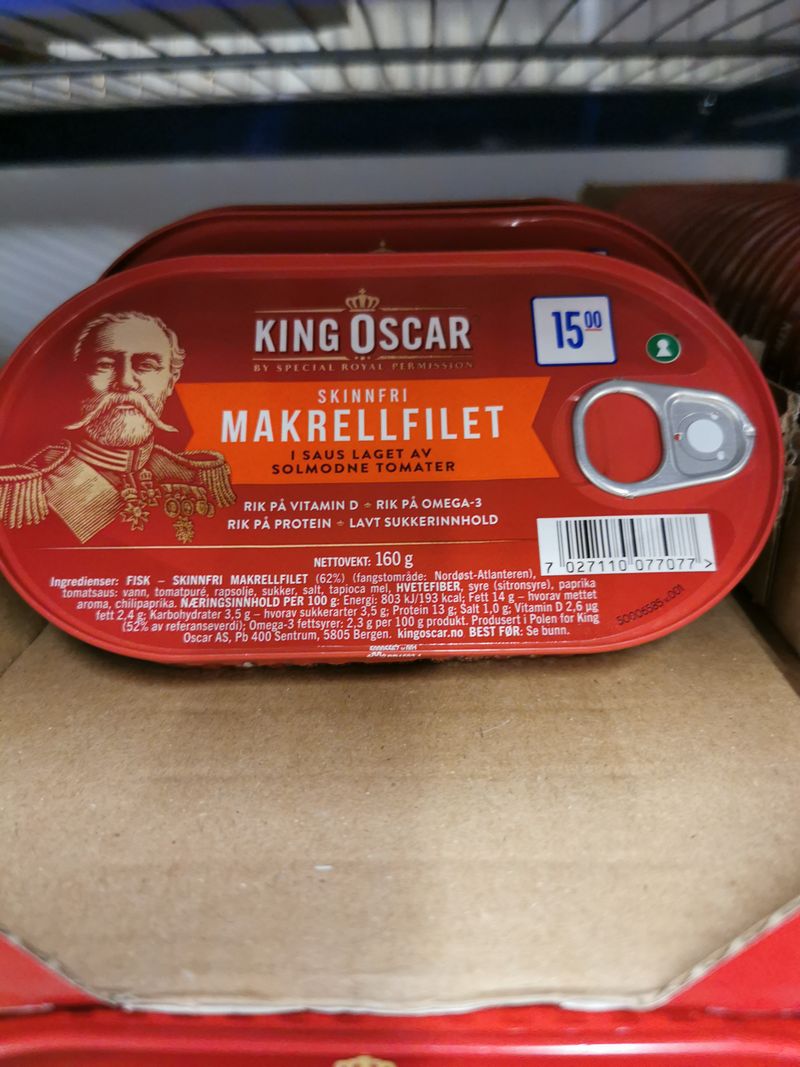 KING OSCAR
BY SPECIAL ROYAL PERMISSION
15⁰⁰
SKINNFRI
MAKRELLFILET
I SAUS LAGET AV
SOLMODNE TOMATER
RIK PÅ VITAMIN D + RIK PÅ OMEGA-3
RIK PÅ PROTEIN + LAVT SUKKERINNHOLD
7 027110 077077 >
NETTOVEKT: 160 g
Ingredienser: FISK – SKINNFRI MAKRELLFILET (62%) (fangstområde: Nordøst-Atlanteren),
tomatsaus: vann, tomatpuré, rapsolje, sukker, salt, tapioca mel, HVETEFIBER, syre (sitronsyre), paprika
aroma, chilipaprika. NÆRINGSINNHOLD PER 100 g: Energi: 803 kJ/193 kcal; Fett 14 g – hvorav mettet
fett 2,4 g; Karbohydrater 3,5 g – hvorav sukkerarter 3,5 g; Protein 13 g; Salt 1,0 g; Vitamin D 2,6 µg
(52% av referanseverdi); Omega-3 fettsyrer: 2,3 g per 100 g produkt. Produsert i Polen for King
Oscar AS, Pb 400 Sentrum, 5805 Bergen. kingoscar.no BEST FØR: Se bunn.
50006585 v.001